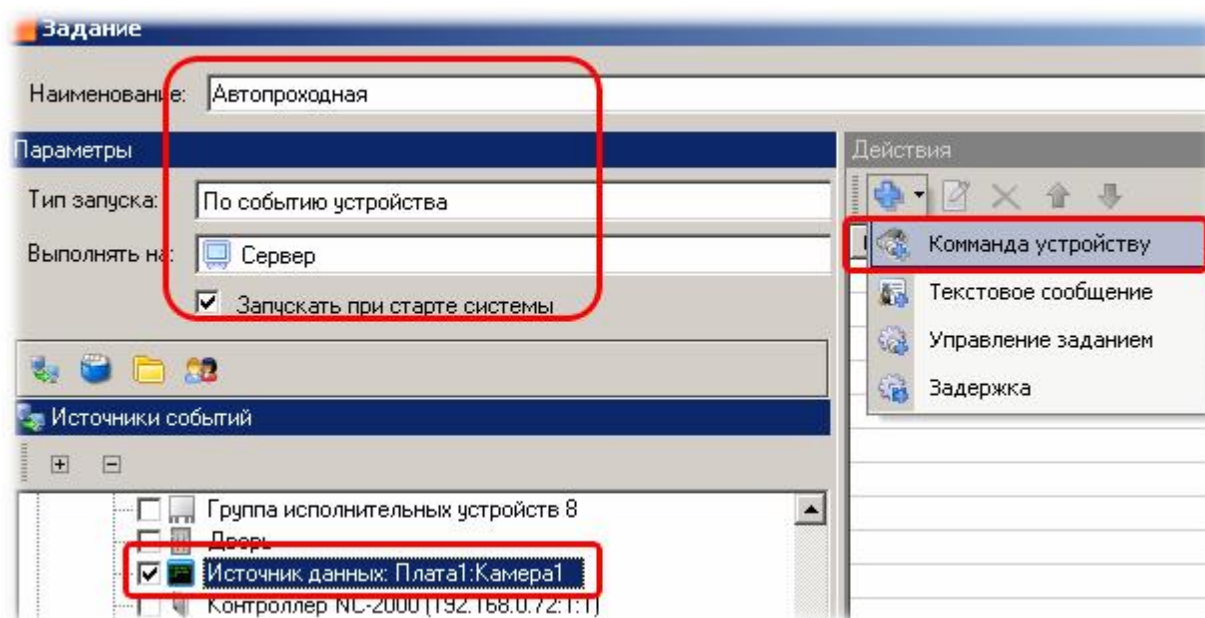 Задание
Наименование: Автопроходная
Параметры
Тип запуска: По событию устройства
Выполнять на: Сервер
Запускать при старте системы
Источники событий
Группа исполнительных устройств 8
Дверь
Источник данных: Плата1:Камера1
Контроллер NC-2000 (192.168.0.72:1:1)
Действия
Комманда устройству
Текстовое сообщение
Управление заданием
Задержка